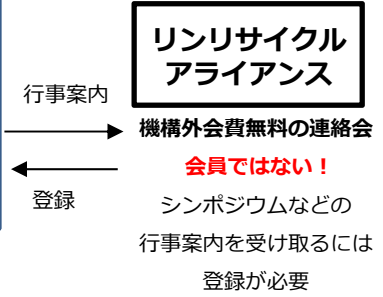 リンリサイクル
アライアンス
行事案内
機構外会費無料の連絡会
会員ではない！
登録
シンポジウムなどの
行事案内を受け取るには
登録が必要